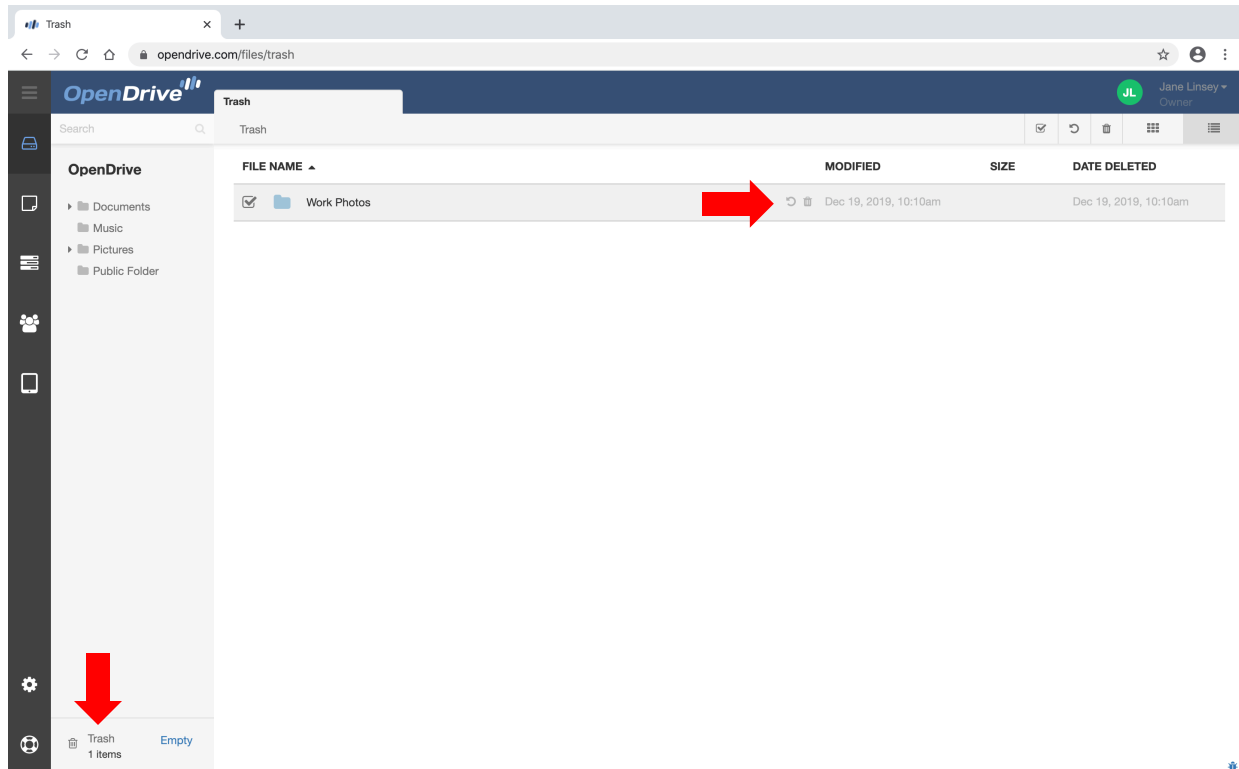 Trash
opendrive.com/files/trash
OpenDrive
Trash
JL
Jane Linsey
Owner
Search
Trash
OpenDrive
Documents
Music
Pictures
Public Folder
FILE NAME
MODIFIED
SIZE
DATE DELETED
Work Photos
Dec 19, 2019, 10:10am
Dec 19, 2019, 10:10am
Trash
Empty
1 items